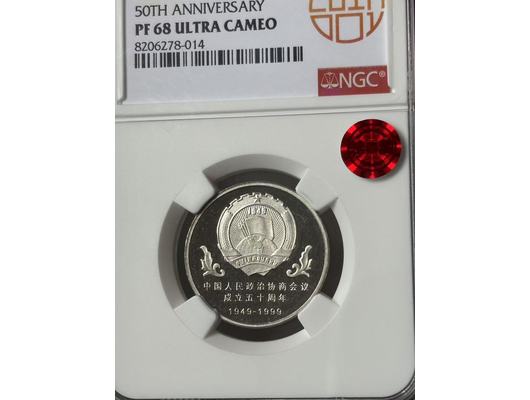 50TH ANNIVERSARY
PF 68 ULTRA CAMEO
8206278-014
NGC®
1949
中国人民政治协商会议
成立五十周年
1949-1999